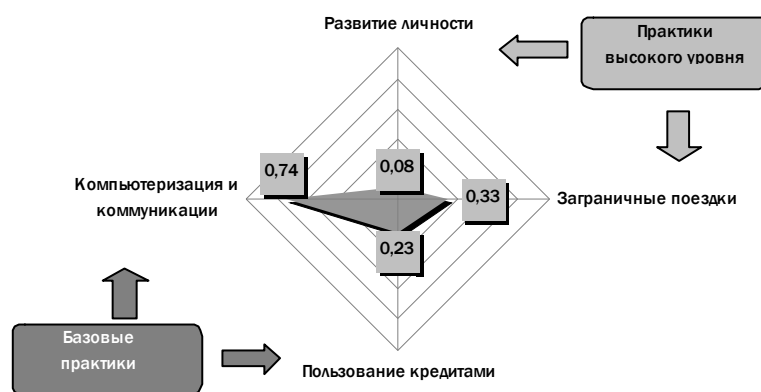 Развитие личности
Практики
высокого уровня
0,74
0,08
Компьютеризация и
коммуникации
0,33
Заграничные поездки
0,23
Базовые
практики
Пользование кредитами